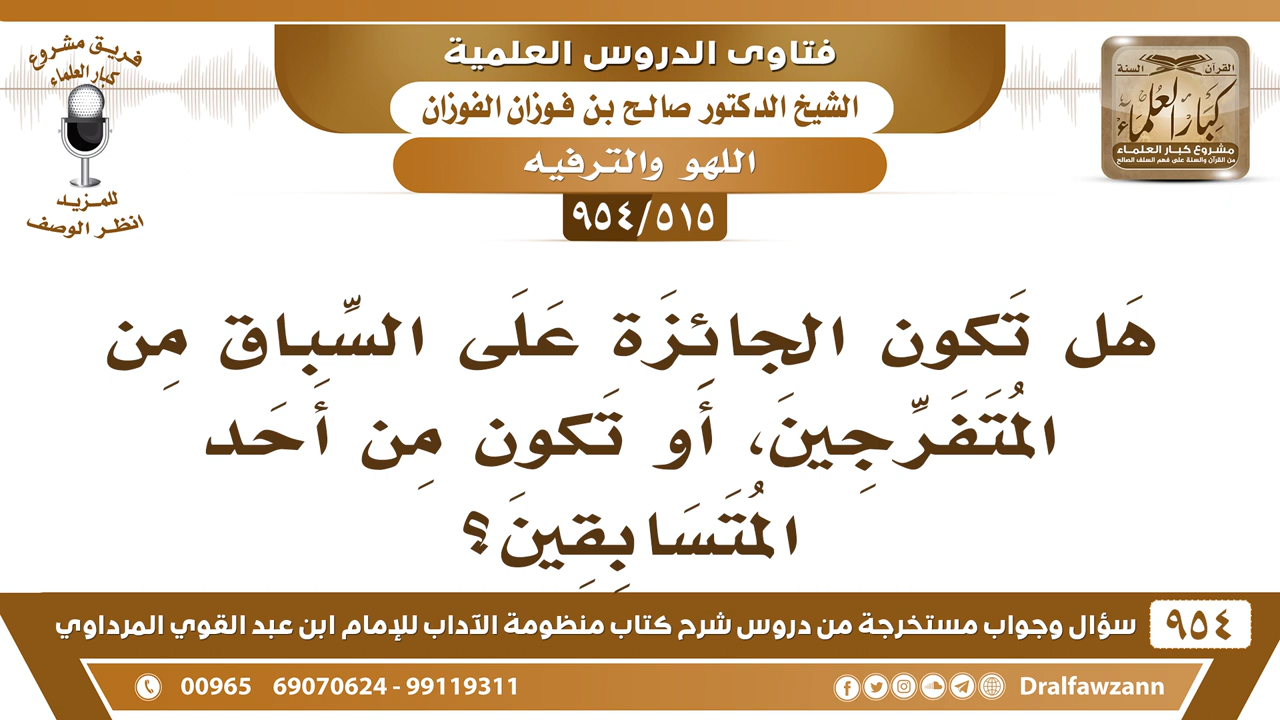 فتاوى الدروس العلمية
الشيخ الدكتور صالح بن فوزان الفوزان
اللهو والترفيه
٩٥٤/٥١٥
فريق مشروع
كبار العلماء
للمزيد
انظر الوصف
القرآن السنة
كبار العلماء
مشروع كبار العلماء
من القرآن والسنة على فهم السلف الصالح
هَل تَكون الجائزَة عَلَى السِّباق مِن
المُتَفَرِّجِينَ، أَو تَكون مِن أَحَد
المُتَسَابِقِينَ؟
سؤال وجواب مستخرجة من دروس شرح كتاب منظومة الآداب للإمام ابن عبد القوي المرداوي
٩٥٤
00965 69070624 - 99119311
Dralfawzann